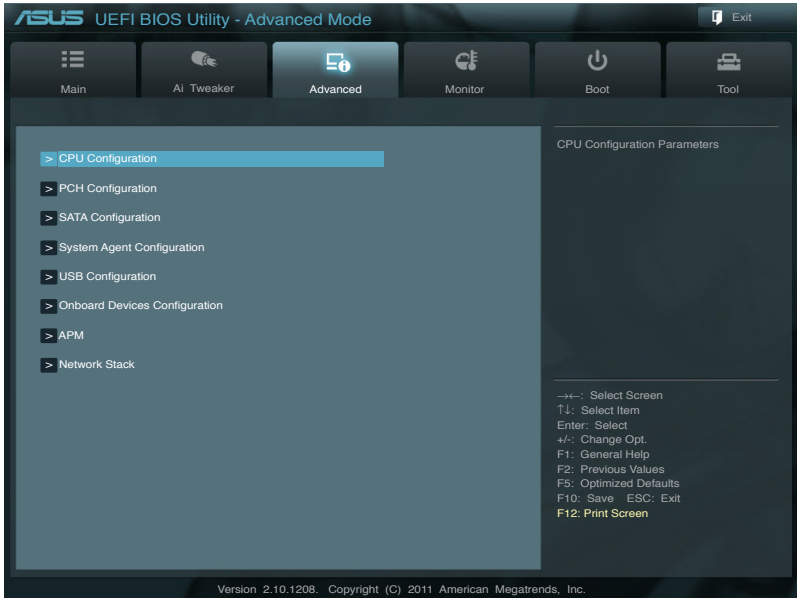 ASUS UEFI BIOS Utility - Advanced Mode
Exit
Main
Ai Tweaker
Advanced
Monitor
Boot
Tool
> CPU Configuration
> PCH Configuration
> SATA Configuration
> System Agent Configuration
> USB Configuration
> Onboard Devices Configuration
> APM
> Network Stack
CPU Configuration Parameters
→←: Select Screen
↑↓: Select Item
Enter: Select
+/-: Change Opt.
F1: General Help
F2: Previous Values
F5: Optimized Defaults
F10: Save ESC: Exit
F12: Print Screen
Version 2.10.1208. Copyright (C) 2011 American Megatrends, Inc.